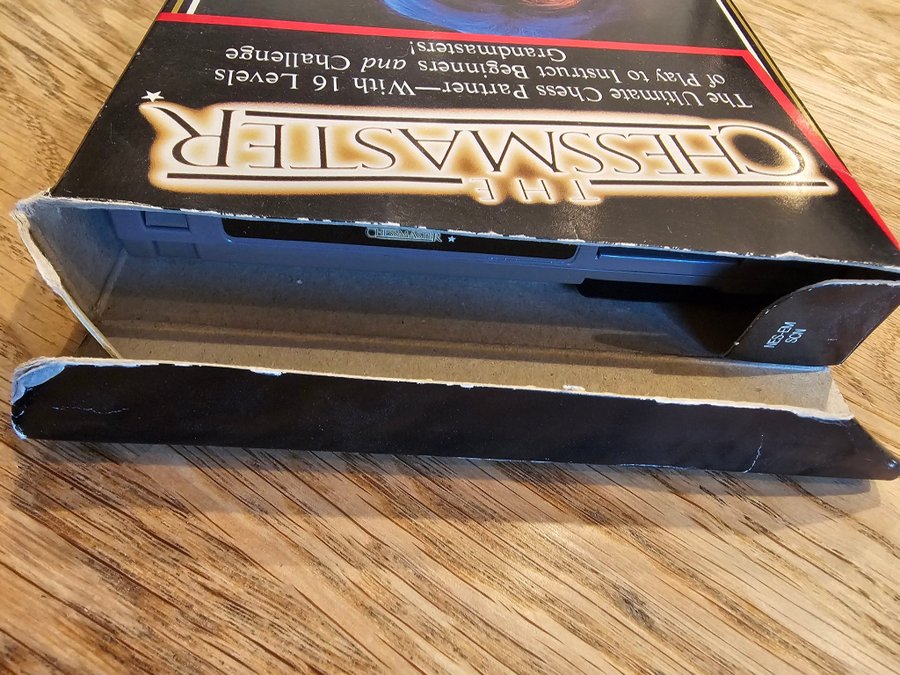 THE
CHESSMASTER
The Ultimate Chess Partner—With 16 Levels
of Play to Instruct Beginners and Challenge
Grandmasters!
CHESSMASTER
NES-EM
SCN